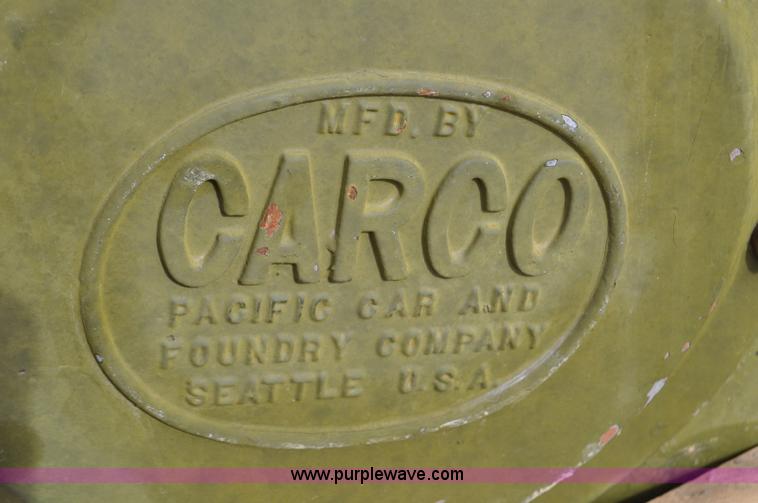 MFD. BY
CARCO
PACIFIC CAR AND
FOUNDRY COMPANY
SEATTLE U.S.A.
www.purplewave.com